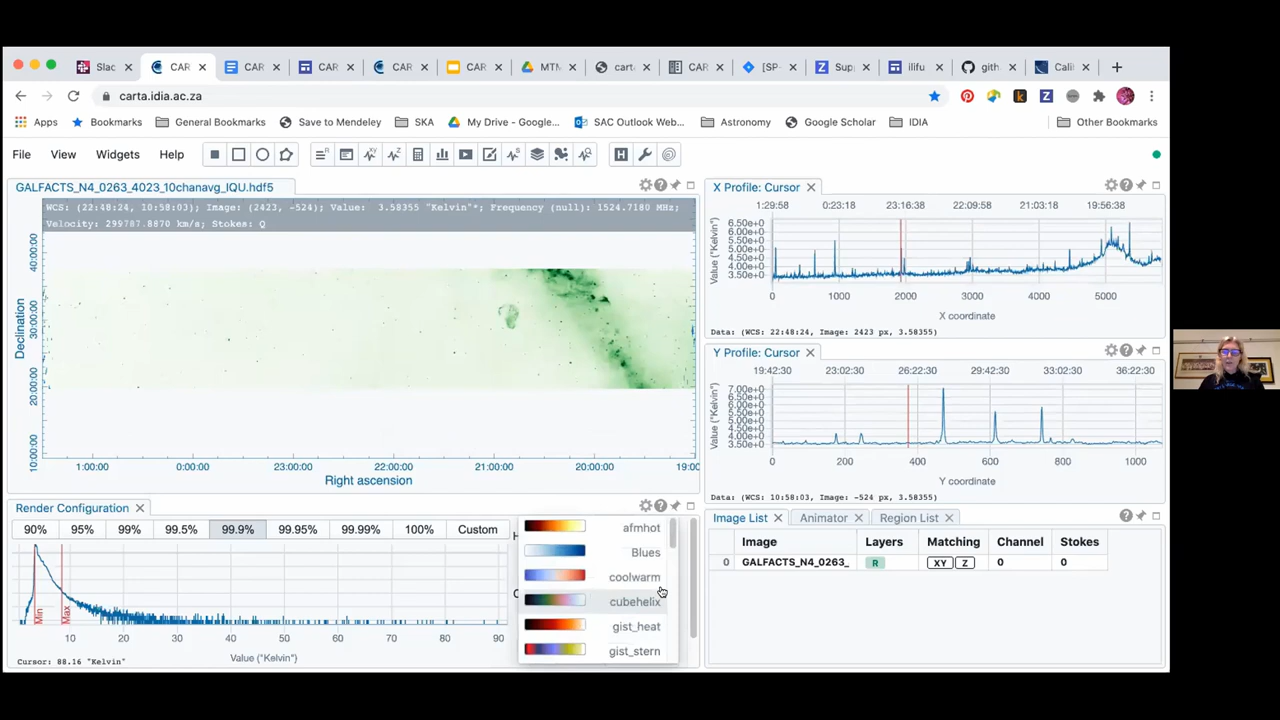 Slac
CAR
CAR
CAR
CAR
CAR
MTM
cart
CAR
[SP-
Sup
ilifu
gith
Cali
carta.idia.ac.za
Apps
Bookmarks
General Bookmarks
Save to Mendeley
SKA
My Drive - Google...
SAC Outlook Web...
Astronomy
Google Scholar
IDIA
Other Bookmarks
File View Widgets Help
GALFACTS_N4_0263_4023_10chanavg_IQU.hdf5
WCS: (22:48:24, 10:58:03); Image: (2423, -524); Value: 3.58355 "Kelvin"*; Frequency (null): 1524.7180 MHz;
Velocity: 299787.8870 km/s; Stokes: Q
Declination
40:00:00
30:00:00
20:00:00
10:00:00
1:00:00 0:00:00 23:00:00 22:00:00 21:00:00 20:00:00 19:00
Right ascension
Render Configuration
90% 95% 99% 99.5% 99.9% 99.95% 99.99% 100% Custom
Min
Max
10 20 30 40 50 60 70 80 90
Value ("Kelvin")
Cursor: 88.16 "Kelvin"
afmhot
Blues
coolwarm
cubehelix
gist_heat
gist_stern
X Profile: Cursor
1:29:58 0:23:18 23:16:38 22:09:58 21:03:18 19:56:38
Value ("Kelvin")
6.50e+0
5.50e+0
5.00e+0
4.50e+0
4.00e+0
3.50e+0
0 1000 2000 3000 4000 5000
X coordinate
Data: (WCS: 22:48:24, Image: 2423 px, 3.58355)
Y Profile: Cursor
19:42:30 23:02:30 26:22:30 29:42:30 33:02:30 36:22:30
Value ("Kelvin")
7.00e+0
6.00e+0
5.50e+0
5.00e+0
4.50e+0
4.00e+0
3.50e+0
0 200 400 600 800 1000
Y coordinate
Data: (WCS: 10:58:03, Image: -524 px, 3.58355)
Image List
Animator
Region List
Image Layers Matching Channel Stokes
0 GALFACTS_N4_0263_ R XY Z 0 0